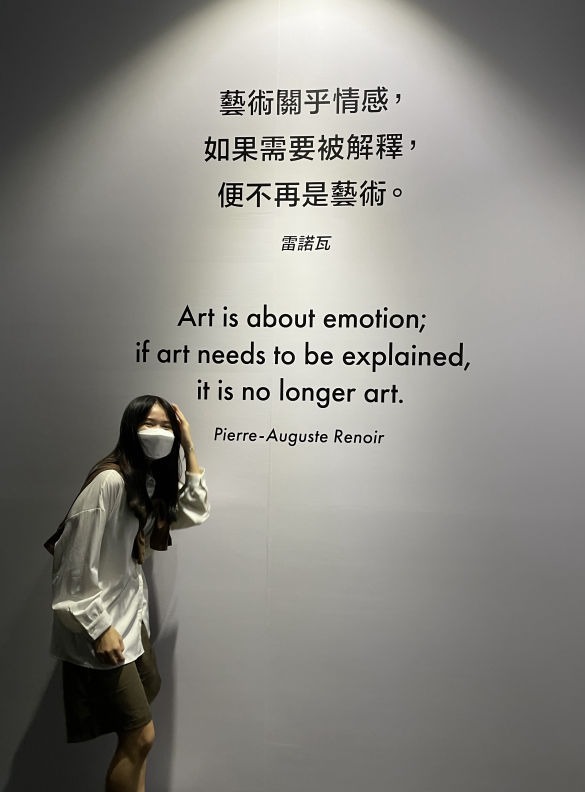 藝術關乎情感，
如果需要被解釋，
便不再是藝術。
雷諾瓦
Art is about emotion;
if art needs to be explained,
it is no longer art.
Pierre-Auguste Renoir